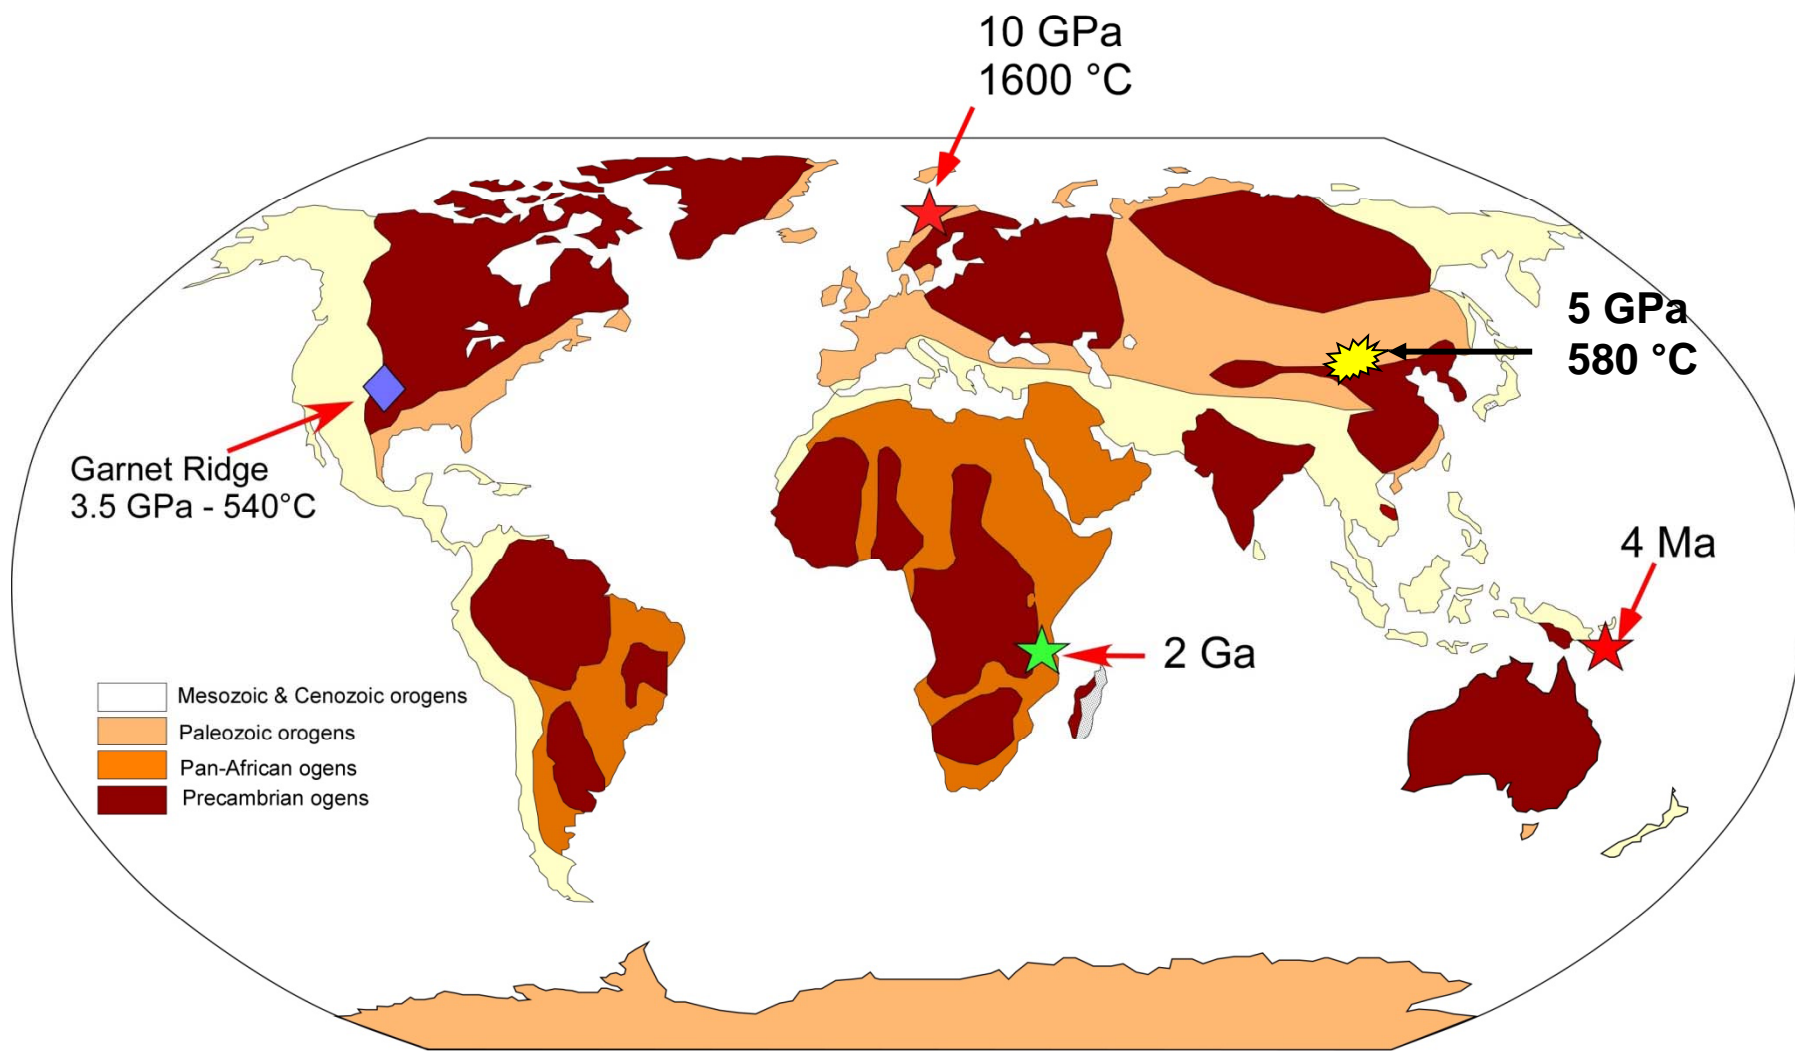 10 GPa
1600 °C
5 GPa
580 °C
Garnet Ridge
3.5 GPa - 540°C
4 Ma
2 Ga
Mesozoic & Cenozoic orogens
Paleozoic orogens
Pan-African ogens
Precambrian ogens